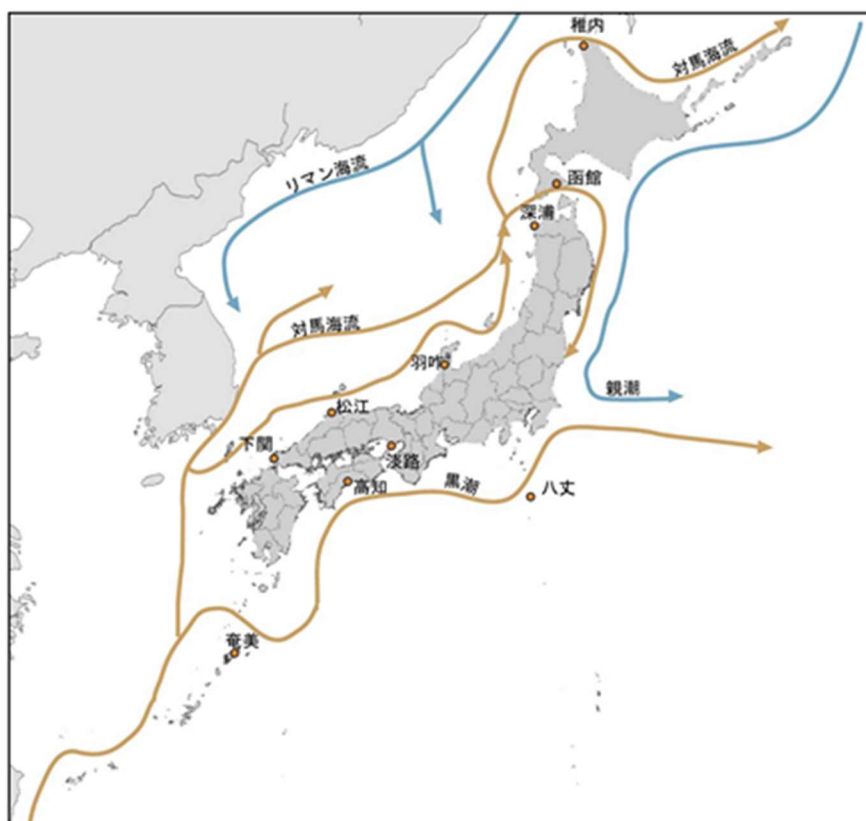 稚内
対馬海流
リマン海流
函館
深浦
対馬海流
羽咋
親潮
松江
下関
淡路
高知
黒潮
八丈
奄美